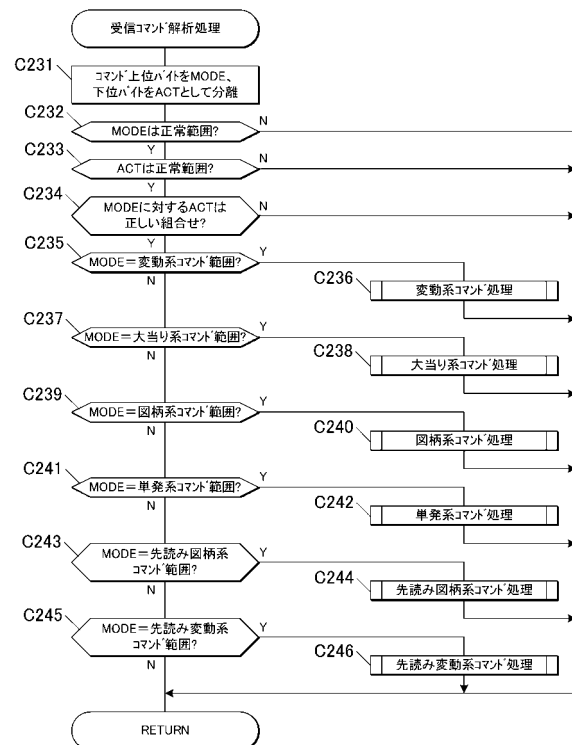 受信コマンド解析処理
C231
コマンド上位バイトをMODE、
下位バイトをACTとして分離
C232
MODEは正常範囲?
N
Y
C233
ACTは正常範囲?
N
Y
C234
MODEに対するACTは
正しい組合せ?
N
Y
C235
MODE=変動系コマンド範囲?
Y
N
C236
変動系コマンド処理
C237
MODE=大当り系コマンド範囲?
Y
N
C238
大当り系コマンド処理
C239
MODE=図柄系コマンド範囲?
Y
N
C240
図柄系コマンド処理
C241
MODE=単発系コマンド範囲?
Y
N
C242
単発系コマンド処理
C243
MODE=先読み図柄系
コマンド範囲?
Y
N
C244
先読み図柄系コマンド処理
C245
MODE=先読み変動系
コマンド範囲?
Y
N
C246
先読み変動系コマンド処理
RETURN